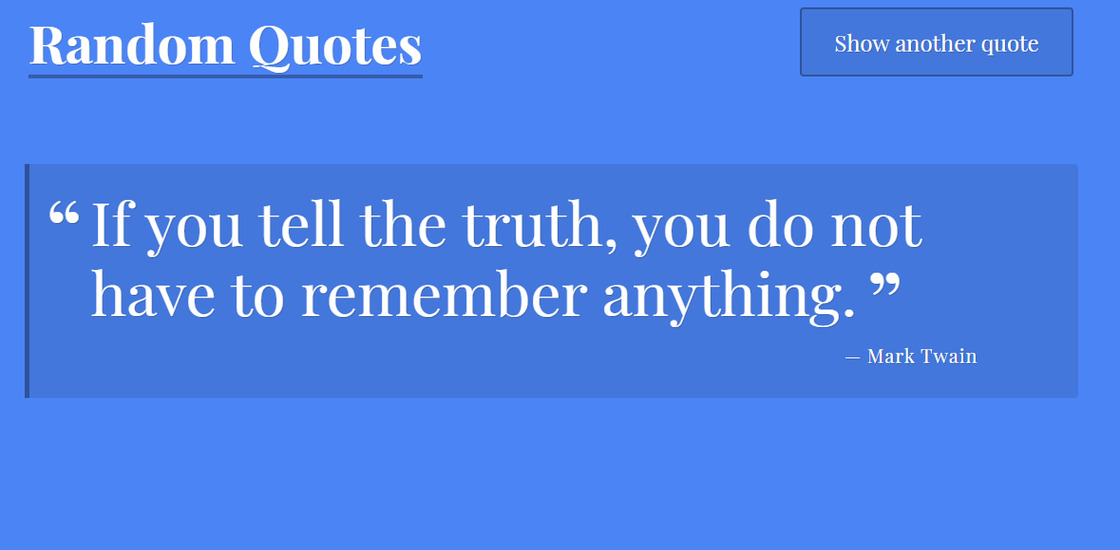 Random Quotes
Show another quote
“ If you tell the truth, you do not
have to remember anything. ”
— Mark Twain